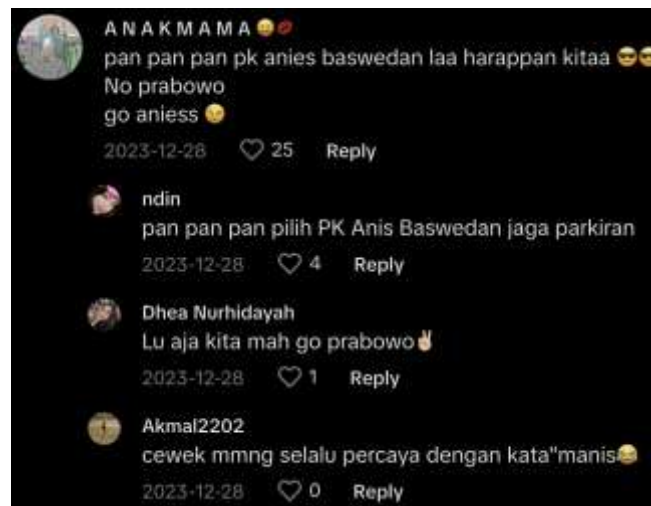 A N A K M A M A 😀💋
pan pan pan pk anies baswedan laa harappan kitaa 😎😎
No prabowo
go aniess 😉
2023-12-28 25 Reply
ndin
pan pan pan pilih PK Anis Baswedan jaga parkiran
2023-12-28 4 Reply
Dhea Nurhidayah
Lu aja kita mah go prabowo✌🏻
2023-12-28 1 Reply
Akmal2202
cewek mmng selalu percaya dengan kata"manis😂
2023-12-28 0 Reply